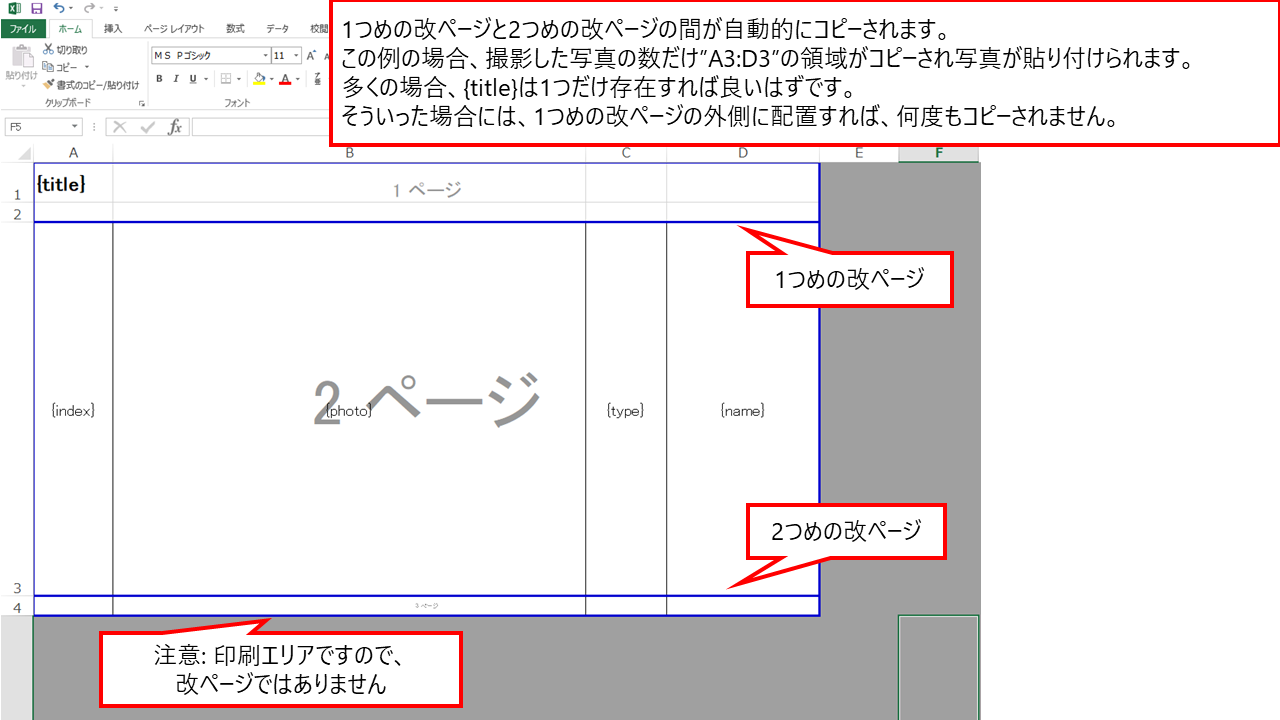 ファイル ホーム 挿入 ページ レイアウト 数式 データ 校閲
貼り付け
切り取り
コピー
書式のコピー/貼り付け
クリップボード
ＭＳ Ｐゴシック 11
B I U
フォント
F5
fx
1つめの改ページと2つめの改ページの間が自動的にコピーされます。
この例の場合、撮影した写真の数だけ”A3:D3”の領域がコピーされ写真が貼り付けられます。
多くの場合、{title}は1つだけ存在すれば良いはずです。
そういった場合には、1つめの改ページの外側に配置すれば、何度もコピーされません。
A B C D E F
1 {title} 1 ページ
2
1つめの改ページ
2 ページ
{index} {photo} {type} {name}
2つめの改ページ
3
4 3 ページ
注意: 印刷エリアですので、
改ページではありません